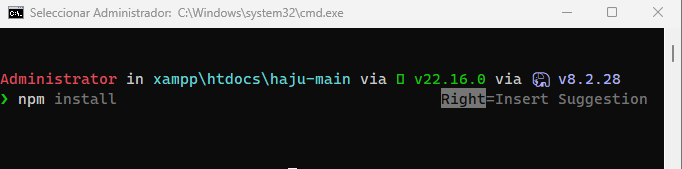 Seleccionar Administrador: C:\Windows\system32\cmd.exe
Administrator in xampp\htdocs\haju-main via v22.16.0 via v8.2.28
❯ npm install Right=Insert Suggestion